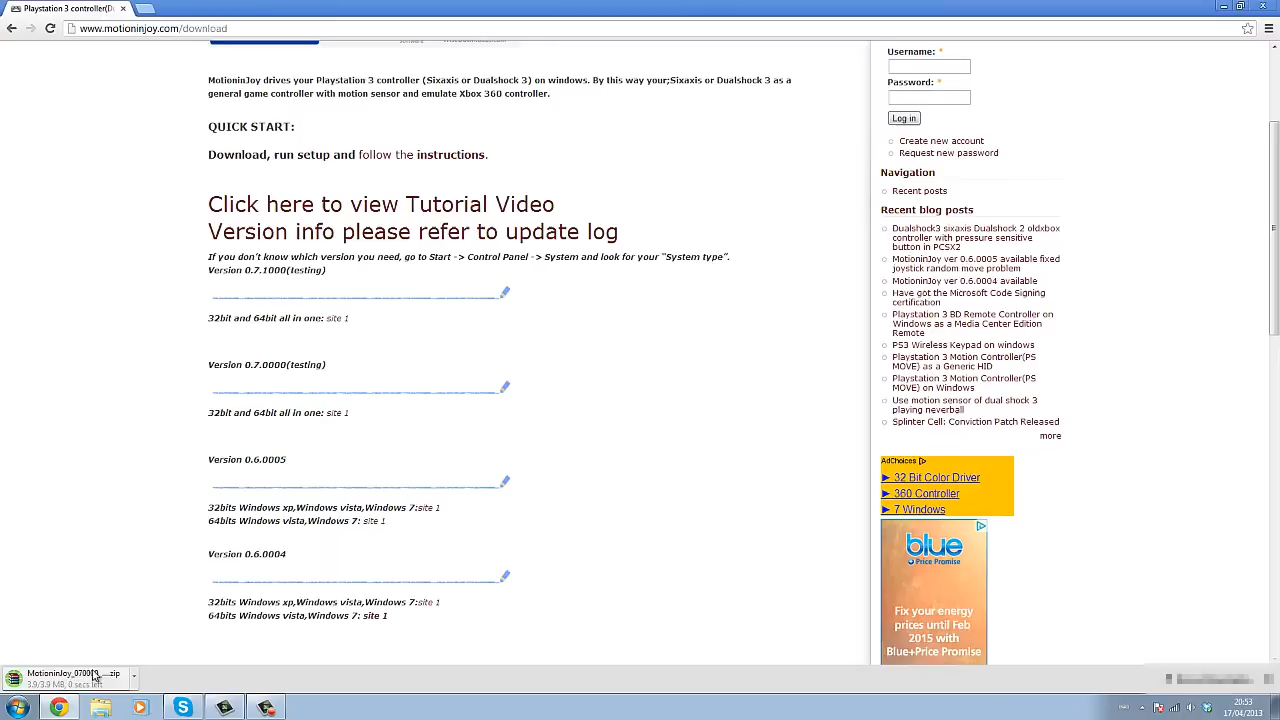 Playstation 3 controller(D
www.motioninjoy.com/download
MotioninJoy drives your Playstation 3 controller (Sixaxis or Dualshock 3) on windows. By this way your;Sixaxis or Dualshock 3 as a
general game controller with motion sensor and emulate Xbox 360 controller.
QUICK START:
Download, run setup and follow the instructions.
Click here to view Tutorial Video
Version info please refer to update log
If you don't know which version you need, go to Start -> Control Panel -> System and look for your "System type".
Version 0.7.1000(testing)
32bit and 64bit all in one: site 1
Version 0.7.0000(testing)
32bit and 64bit all in one: site 1
Version 0.6.0005
32bits Windows xp,Windows vista,Windows 7:site 1
64bits Windows vista,Windows 7: site 1
Version 0.6.0004
32bits Windows xp,Windows vista,Windows 7:site 1
64bits Windows vista,Windows 7: site 1
Username: *
Password: *
Log in
Create new account
Request new password
Navigation
Recent posts
Recent blog posts
Dualshock3 sixaxis Dualshock 2 oldxbox
controller with pressure sensitive
button in PCSX2
MotioninJoy ver 0.6.0005 available fixed
joystick random move problem
MotioninJoy ver 0.6.0004 available
Have got the Microsoft Code Signing
certification
Playstation 3 BD Remote Controller on
Windows as a Media Center Edition
Remote
PS3 Wireless Keypad on windows
Playstation 3 Motion Controller(PS
MOVE) as a Generic HID
Playstation 3 Motion Controller(PS
MOVE) on Windows
Use motion sensor of dual shock 3
playing neverball
Splinter Cell: Conviction Patch Released
more
AdChoices
32 Bit Color Driver
360 Controller
7 Windows
blue
Price Promise
Fix your energy
prices until Feb
2015 with
Blue+Price Promise
3.9/3.9 MB, 0 secs left
20:53
17/04/2013